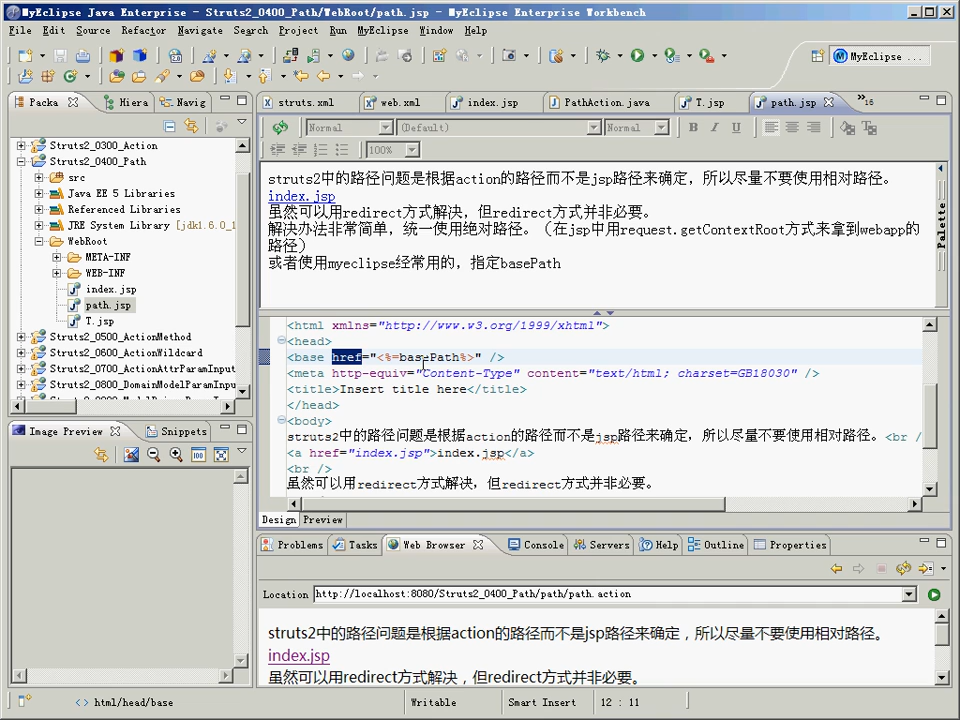 MyEclipse Java Enterprise - Struts2_0400_Path/WebRoot/path.jsp - MyEclipse Enterprise Workbench
File Edit Source Refactor Navigate Search Project Run MyEclipse Window Help
MyEclipse ...
Packa Hiera Navig
struts.xml web.xml index.jsp PathAction.java T.jsp path.jsp »16
Normal (Default) Normal B I U
100%
Struts2_0300_Action
Struts2_0400_Path
src
Java EE 5 Libraries
Referenced Libraries
JRE System Library [jdk1.6.0_1
WebRoot
META-INF
WEB-INF
index.jsp
path.jsp
T.jsp
Struts2_0500_ActionMethod
Struts2_0600_ActionWildcard
Struts2_0700_ActionAttrParamInput
Struts2_0800_DomainModelParamInpu
struts2中的路径问题是根据action的路径而不是jsp路径来确定，所以尽量不要使用相对路径。
index.jsp
虽然可以用redirect方式解决，但redirect方式并非必要。
解决办法非常简单，统一使用绝对路径。（在jsp中用request.getContextRoot方式来拿到webapp的
路径）
或者使用myeclipse经常用的，指定basePath
Palette
<html xmlns="http://www.w3.org/1999/xhtml">
<head>
<base href="<%=basePath%>" />
<meta http-equiv="Content-Type" content="text/html; charset=GB18030" />
<title>Insert title here</title>
</head>
<body>
struts2中的路径问题是根据action的路径而不是jsp路径来确定，所以尽量不要使用相对路径。<br /
<a href="index.jsp">index.jsp</a>
<br />
虽然可以用redirect方式解决，但redirect方式并非必要。
Design Preview
Image Preview Snippets
Problems Tasks Web Browser Console Servers Help Outline Properties
Location http://localhost:8080/Struts2_0400_Path/path/path.action
struts2中的路径问题是根据action的路径而不是jsp路径来确定，所以尽量不要使用相对路径。
index.jsp
虽然可以用redirect方式解决，但redirect方式并非必要。
<> html/head/base Writable Smart Insert 12 : 11